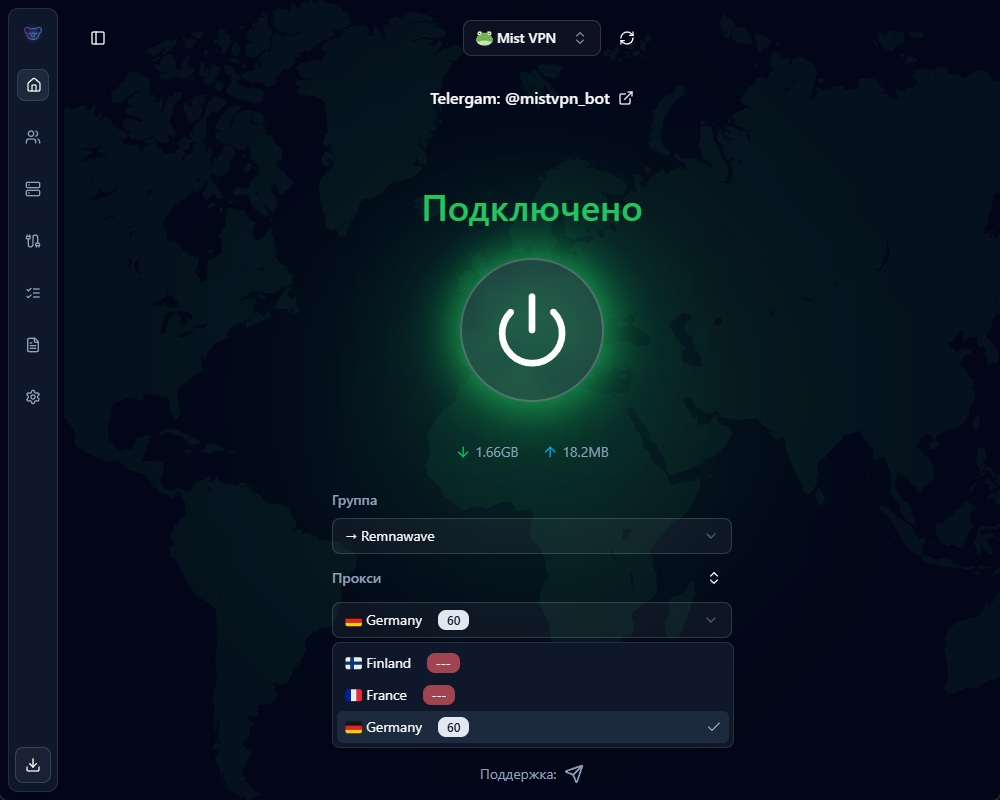 Mist VPN
Telergam: @mistvpn_bot
Подключено
1.66GB 18.2MB
Группа
→ Remnawave
Прокси
Germany 60
Finland ---
France ---
Germany 60
Поддержка: